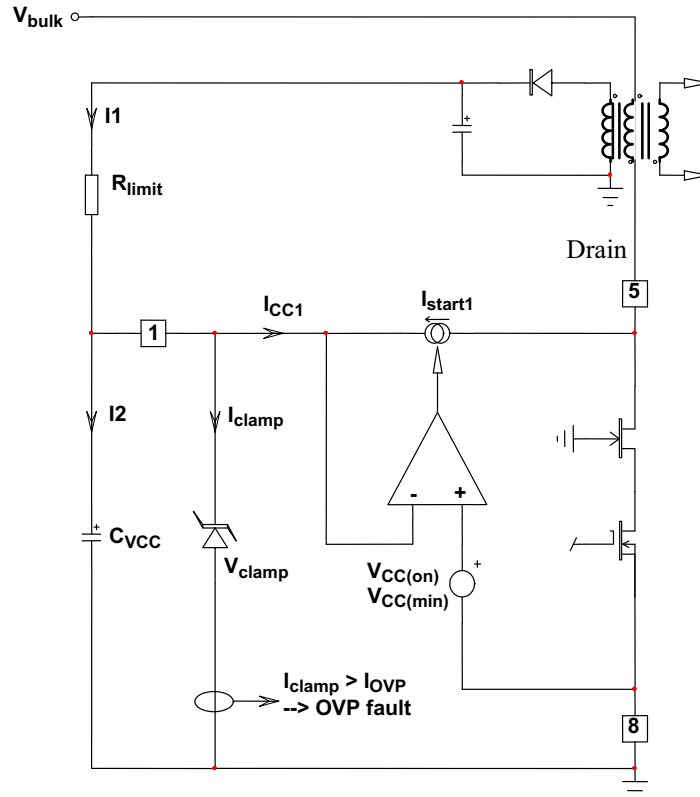 Vbulk
I1
Rlimit
Drain
5
ICC1
Istart1
1
I2
Iclamp
- +
CVCC
Vclamp
VCC(on)
VCC(min)
+
+
+
Iclamp > IOVP
--> OVP fault
8